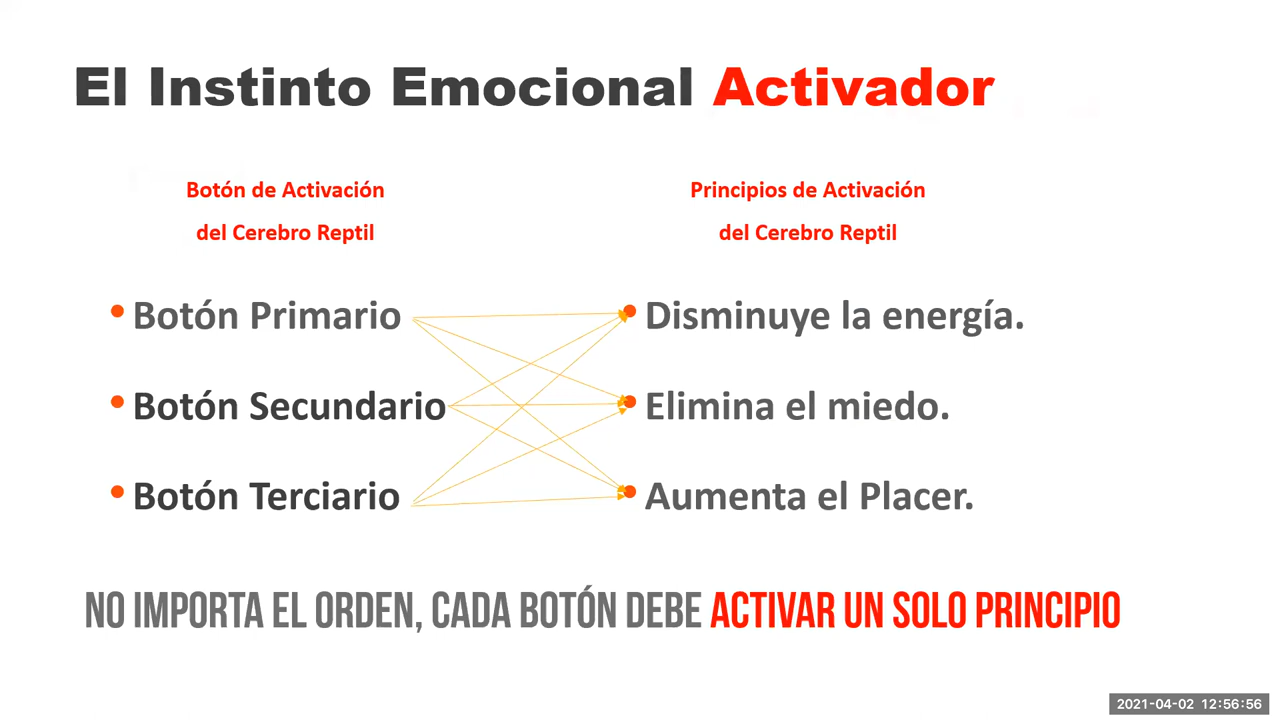 El Instinto Emocional Activador
Botón de Activación
del Cerebro Reptil
Principios de Activación
del Cerebro Reptil
• Botón Primario
• Disminuye la energía.
• Botón Secundario
• Elimina el miedo.
• Botón Terciario
• Aumenta el Placer.
NO IMPORTA EL ORDEN, CADA BOTÓN DEBE ACTIVAR UN SOLO PRINCIPIO
2021-04-02 12:56:56